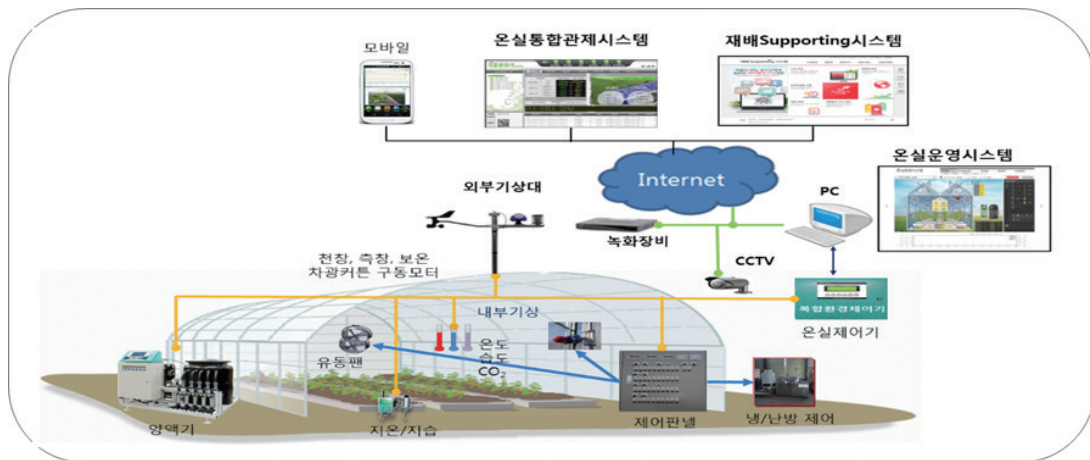 모바일
온실통합관제시스템
재배Supporting시스템
온실운영시스템
Internet
PC
외부기상대
녹화장비
CCTV
천창, 측창, 보온
차광커튼 구동모터
내부기상
복합환경제어기
온실제어기
온도
습도
CO₂
유동팬
양액기
지온/지습
제어판넬
냉/난방 제어